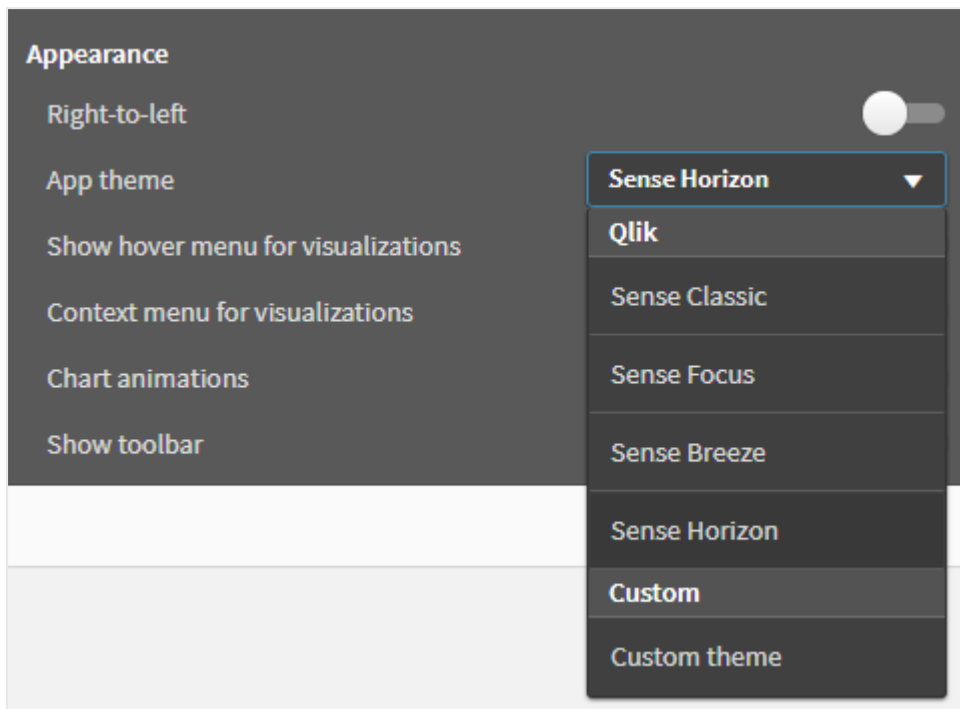 Appearance
Right-to-left
App theme
Sense Horizon
Qlik
Show hover menu for visualizations
Sense Classic
Context menu for visualizations
Sense Focus
Chart animations
Show toolbar
Sense Breeze
Sense Horizon
Custom
Custom theme